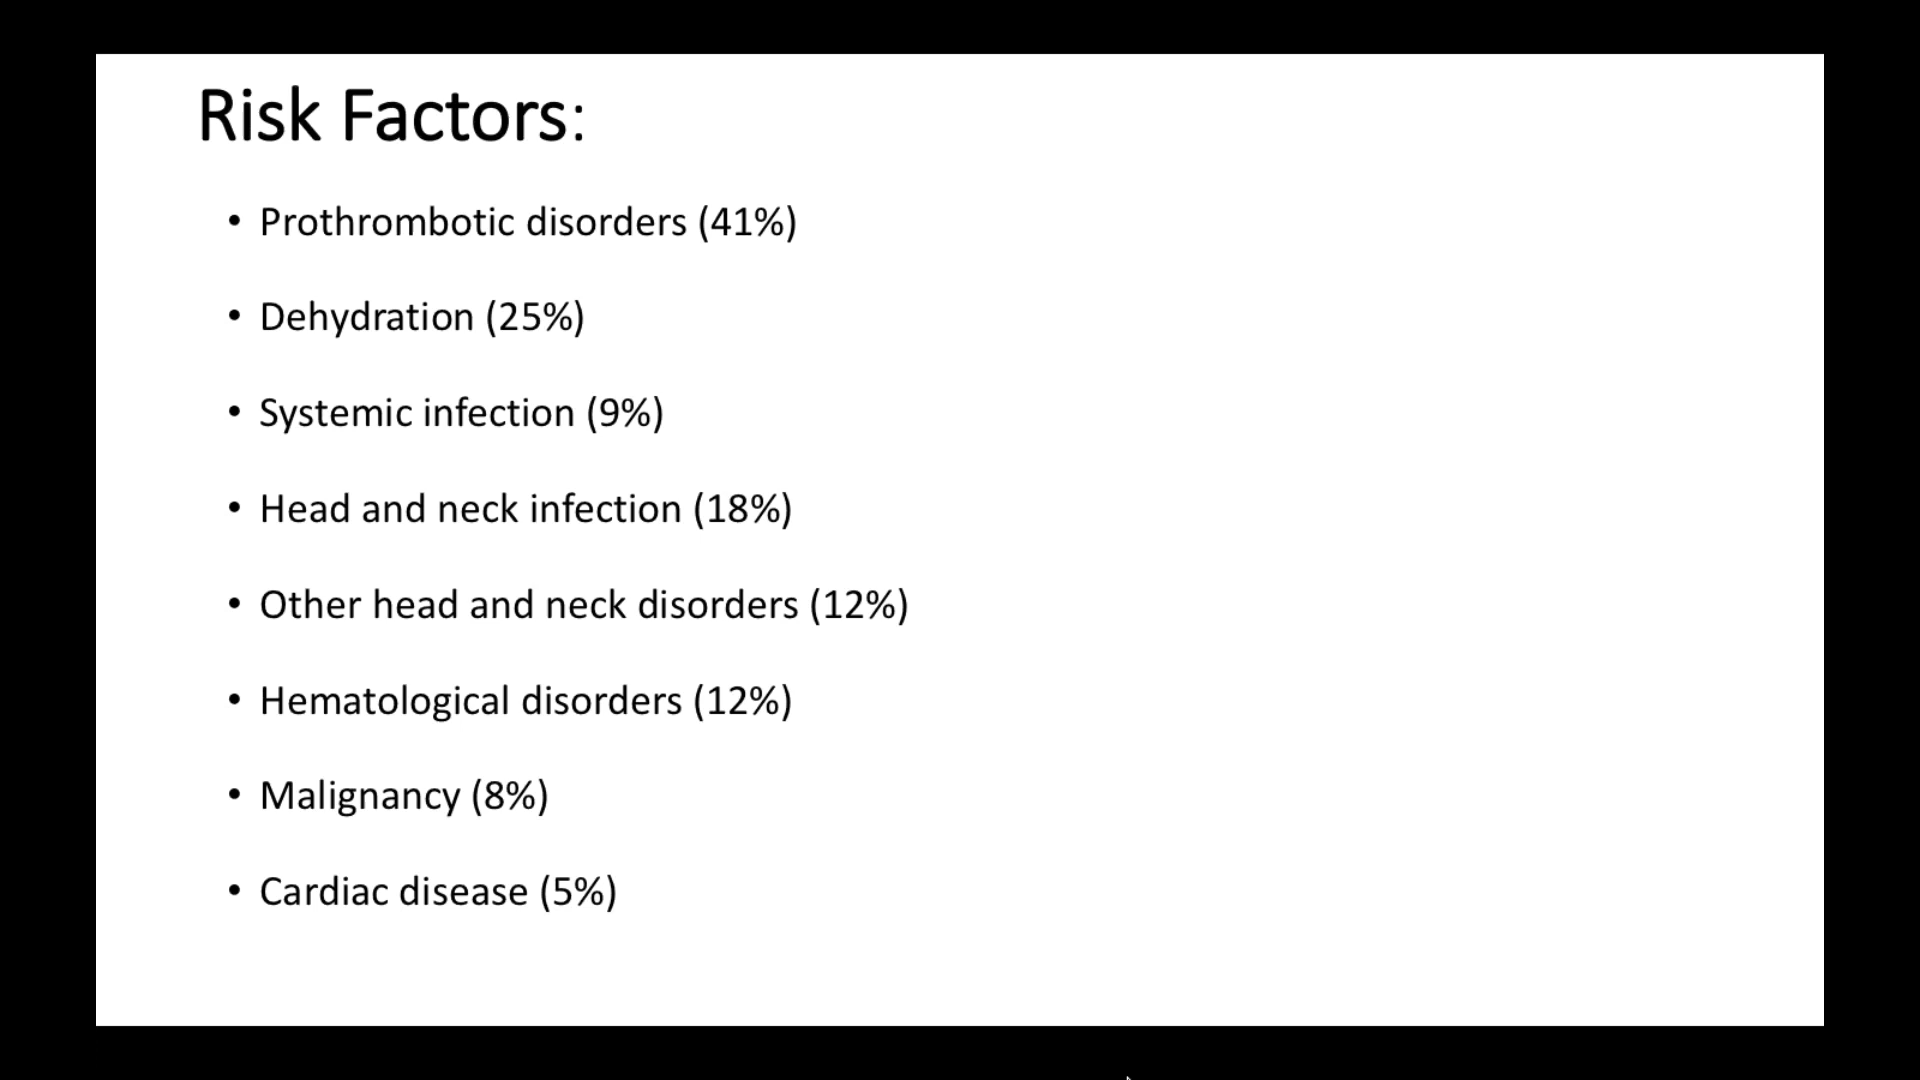 Risk Factors:
• Prothrombotic disorders (41%)
• Dehydration (25%)
• Systemic infection (9%)
• Head and neck infection (18%)
• Other head and neck disorders (12%)
• Hematological disorders (12%)
• Malignancy (8%)
• Cardiac disease (5%)